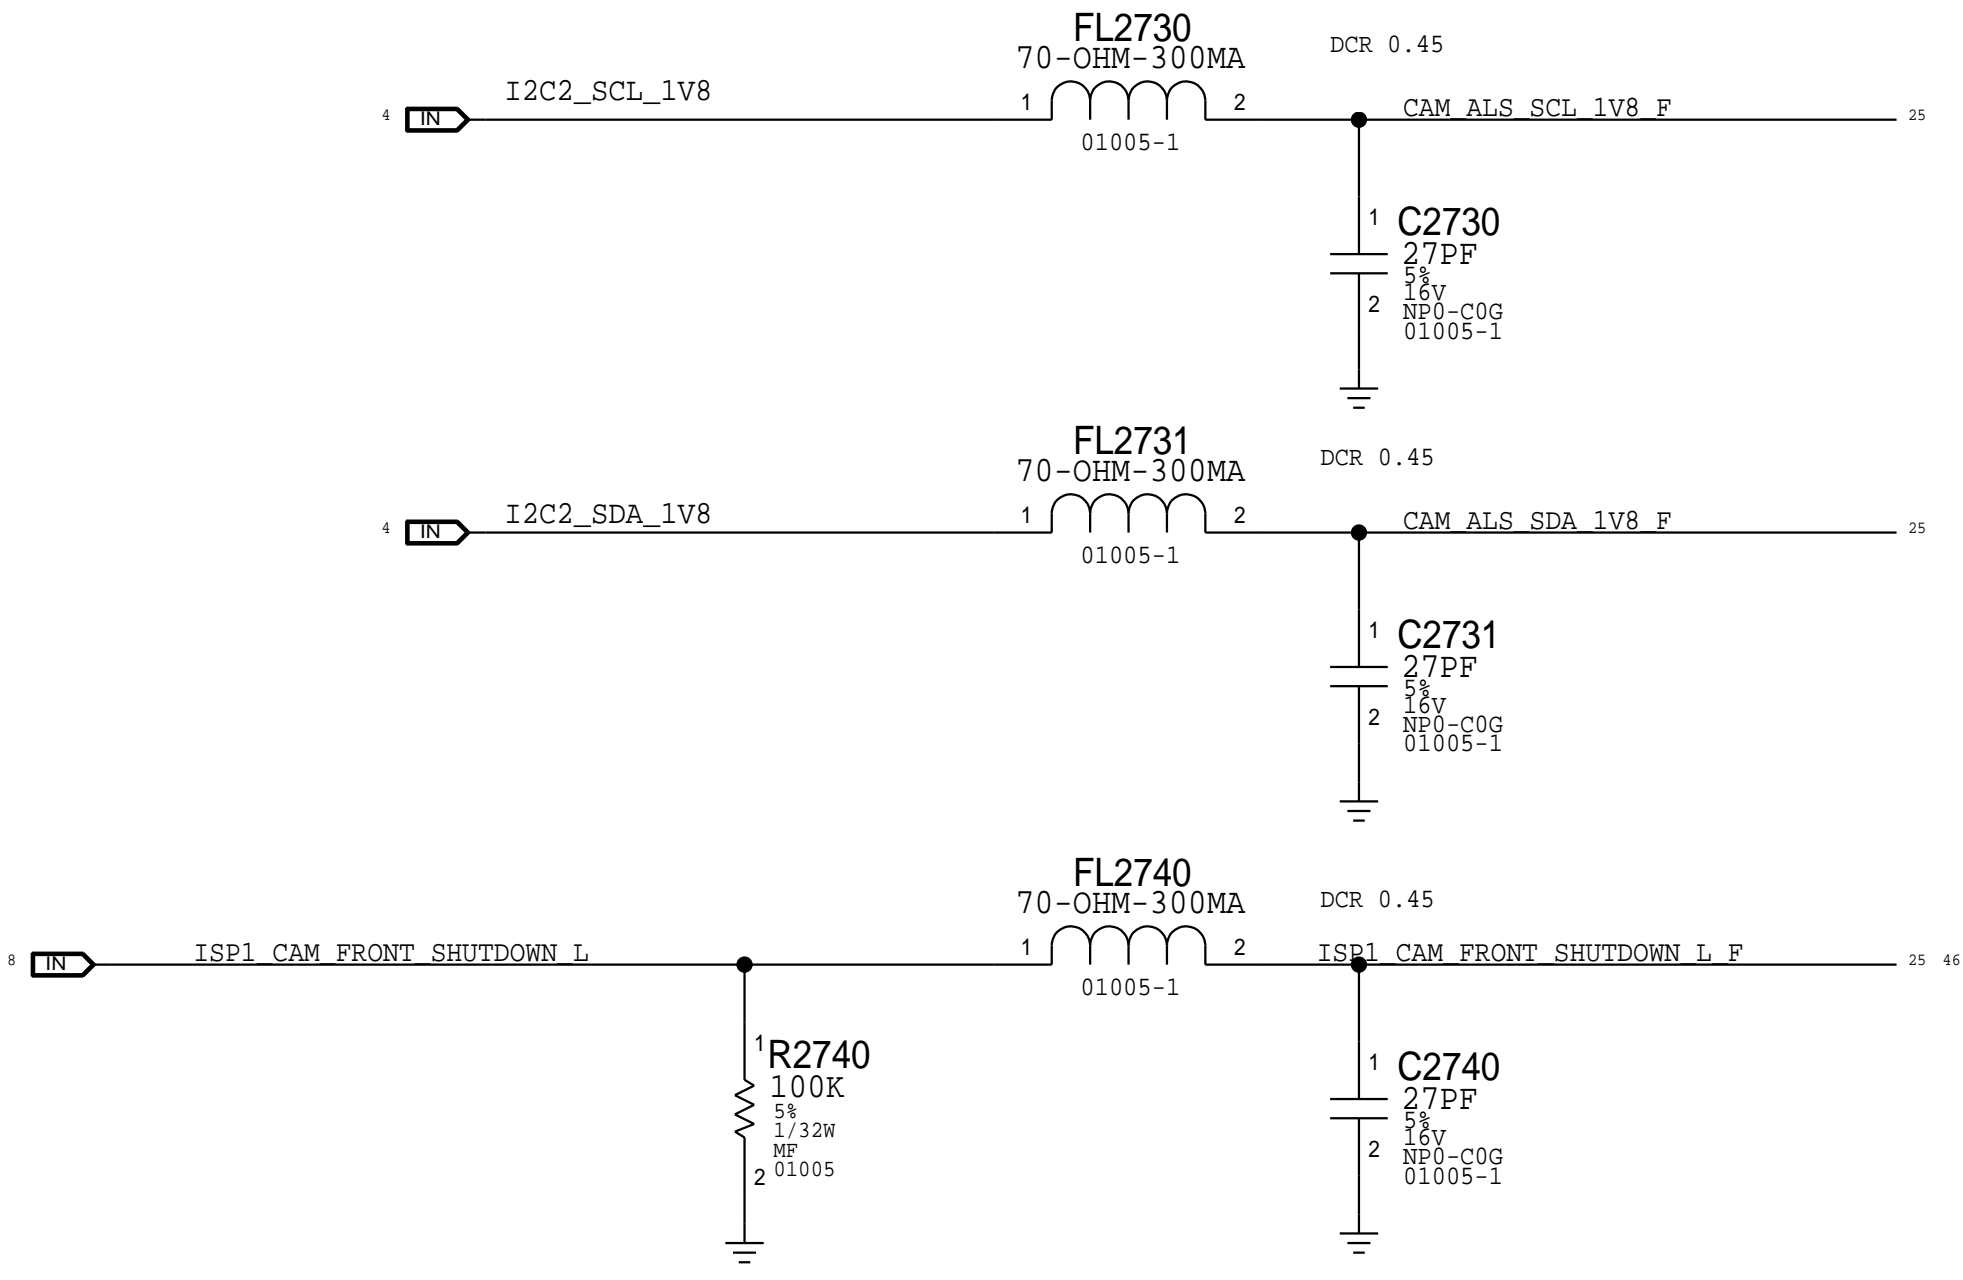 FL2730
70-OHM-300MA
DCR 0.45
I2C2_SCL_1V8
4 IN
1 2
CAM_ALS_SCL_1V8_F
25
01005-1
1
C2730
27PF
5%
16V
2
NP0-C0G
01005-1
FL2731
70-OHM-300MA
DCR 0.45
I2C2_SDA_1V8
4 IN
1 2
CAM_ALS_SDA_1V8_F
25
01005-1
1
C2731
27PF
5%
16V
2
NP0-C0G
01005-1
FL2740
70-OHM-300MA
DCR 0.45
8 IN
ISP1_CAM_FRONT_SHUTDOWN_L
1 2
ISP1_CAM_FRONT_SHUTDOWN_L_F
25 46
01005-1
1
R2740
100K
5%
1/32W
MF
01005
2
1
C2740
27PF
5%
16V
2
NP0-C0G
01005-1